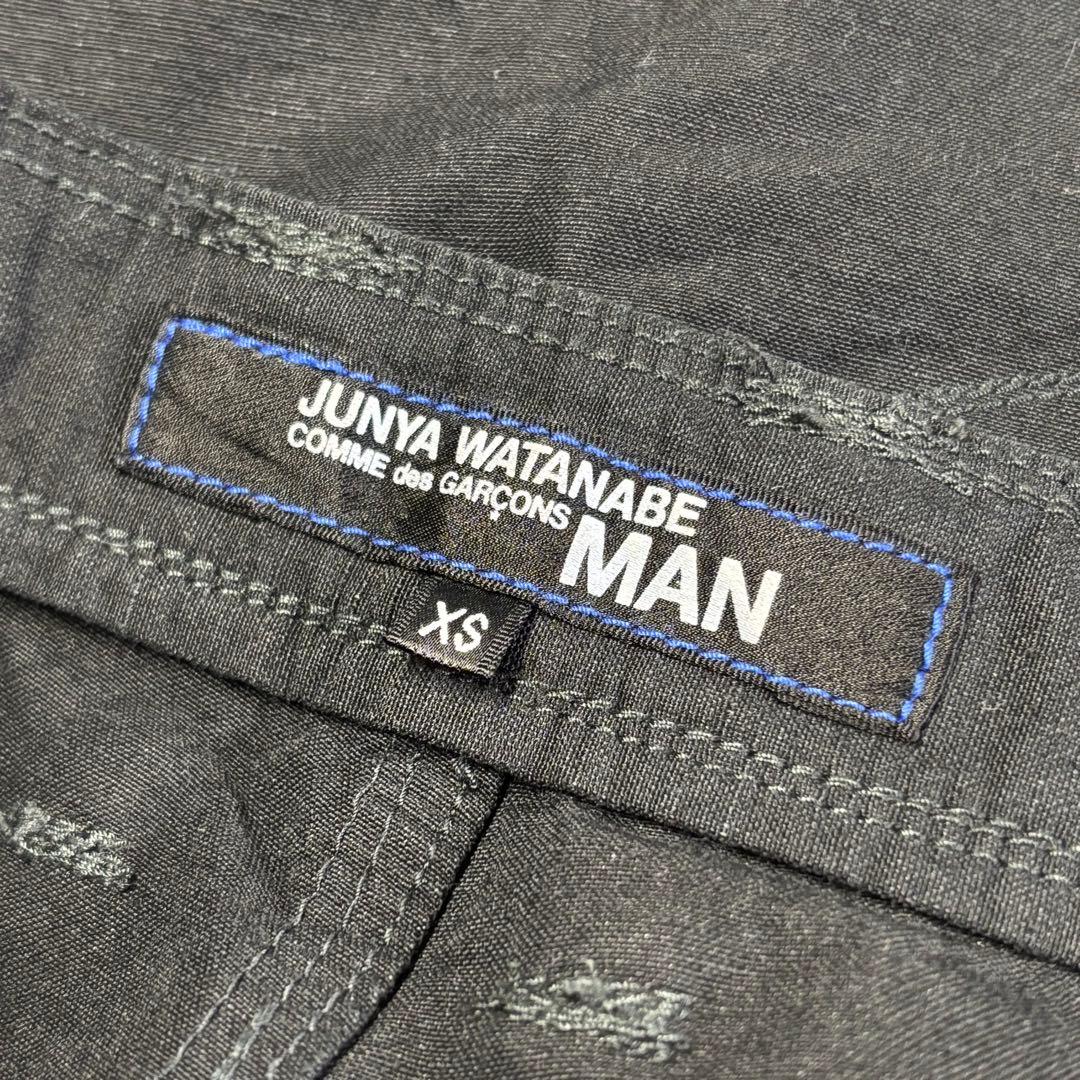 JUNYA WATANABE
COMME des GARÇONS
MAN
XS